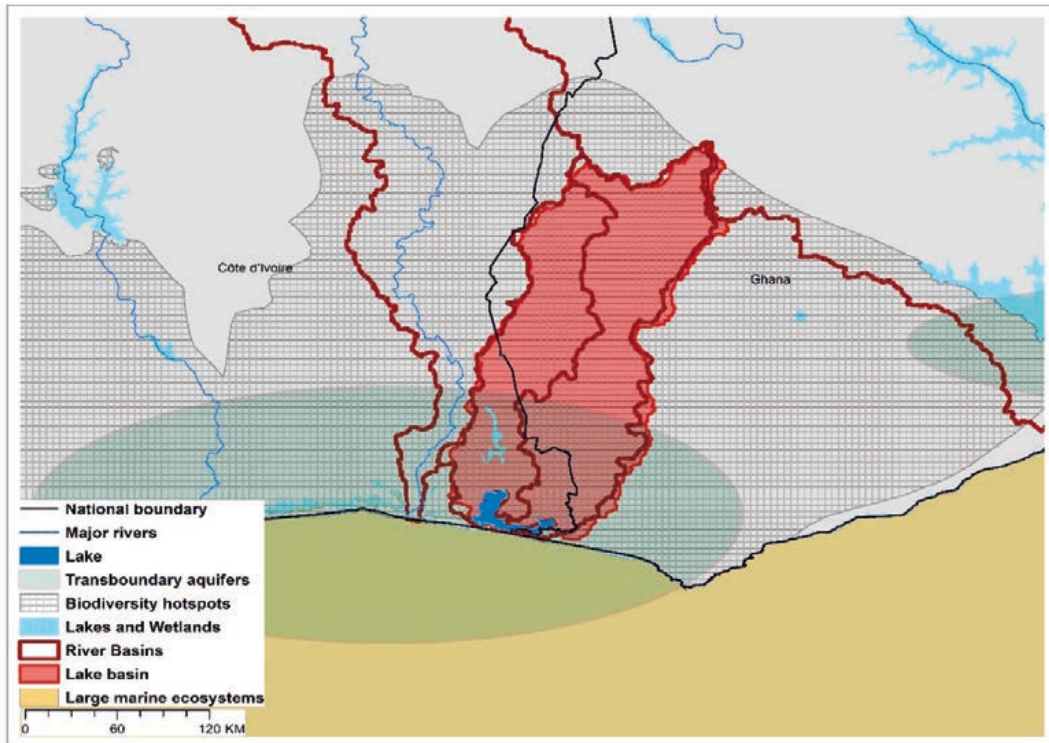 Côte d'Ivoire
Ghana
National boundary
Major rivers
Lake
Transboundary aquifers
Biodiversity hotspots
Lakes and Wetlands
River Basins
Lake basin
Large marine ecosystems
0 60 120 KM